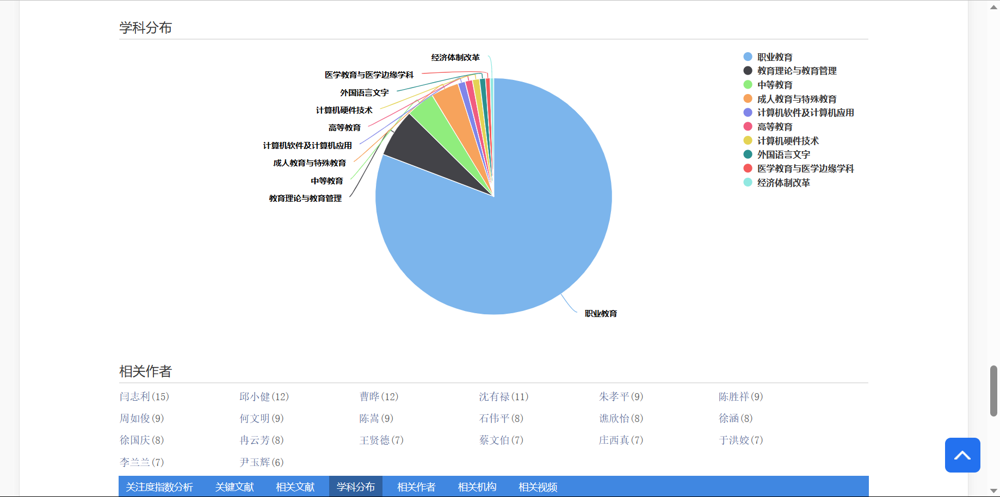 学科分布
经济体制改革
医学教育与医学边缘学科
外国语言文字
计算机硬件技术
高等教育
计算机软件及计算机应用
成人教育与特殊教育
中等教育
教育理论与教育管理
职业教育
职业教育
教育理论与教育管理
中等教育
成人教育与特殊教育
计算机软件及计算机应用
高等教育
计算机硬件技术
外国语言文字
医学教育与医学边缘学科
经济体制改革
相关作者
闫志利(15) 邱小健(12) 曹晔(12) 沈有禄(11) 朱孝平(9) 陈胜祥(9)
周如俊(9) 何文明(9) 陈嵩(9) 石伟平(8) 谯欣怡(8) 徐涵(8)
徐国庆(8) 冉云芳(8) 王贤德(7) 蔡文伯(7) 庄西真(7) 于洪姣(7)
李兰兰(7) 尹玉辉(6)
关注度指数分析 关键文献 相关文献 学科分布 相关作者 相关机构 相关视频